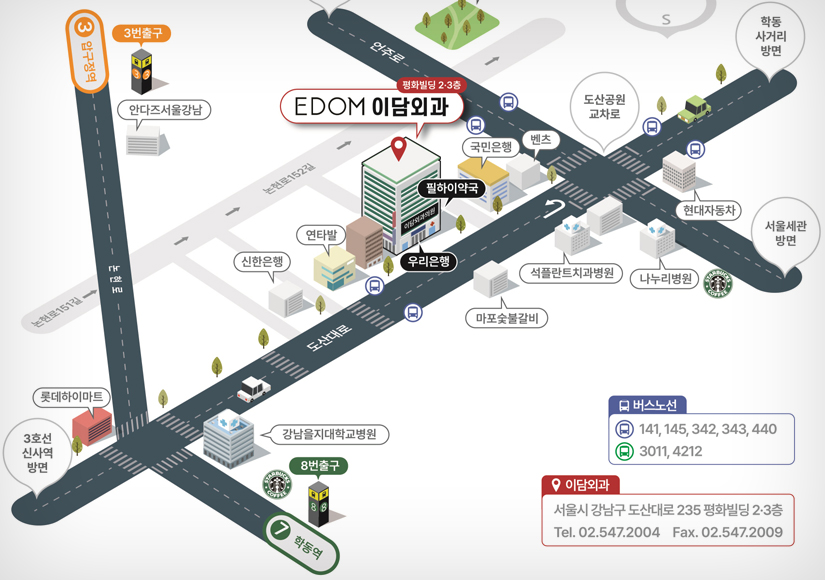 3
압구정역
3번출구
안다즈서울강남
언주로
학동
사거리
방면
S
평화빌딩 2·3층
EDOM 이담외과
도산공원
교차로
국민은행
벤츠
논현로152길
필하이약국
이담외과의원
현대자동차
연타발
우리은행
신한은행
서울세관
방면
석플란트치과병원
나누리병원
STARBUCKS
COFFEE
논현로
논현로151길
마포숯불갈비
도산대로
롯데하이마트
3호선
신사역
방면
강남을지대학교병원
8번출구
STARBUCKS
COFFEE
7
학동역
버스노선
141, 145, 342, 343, 440
3011, 4212
이담외과
서울시 강남구 도산대로 235 평화빌딩 2·3층
Tel. 02.547.2004 Fax. 02.547.2009